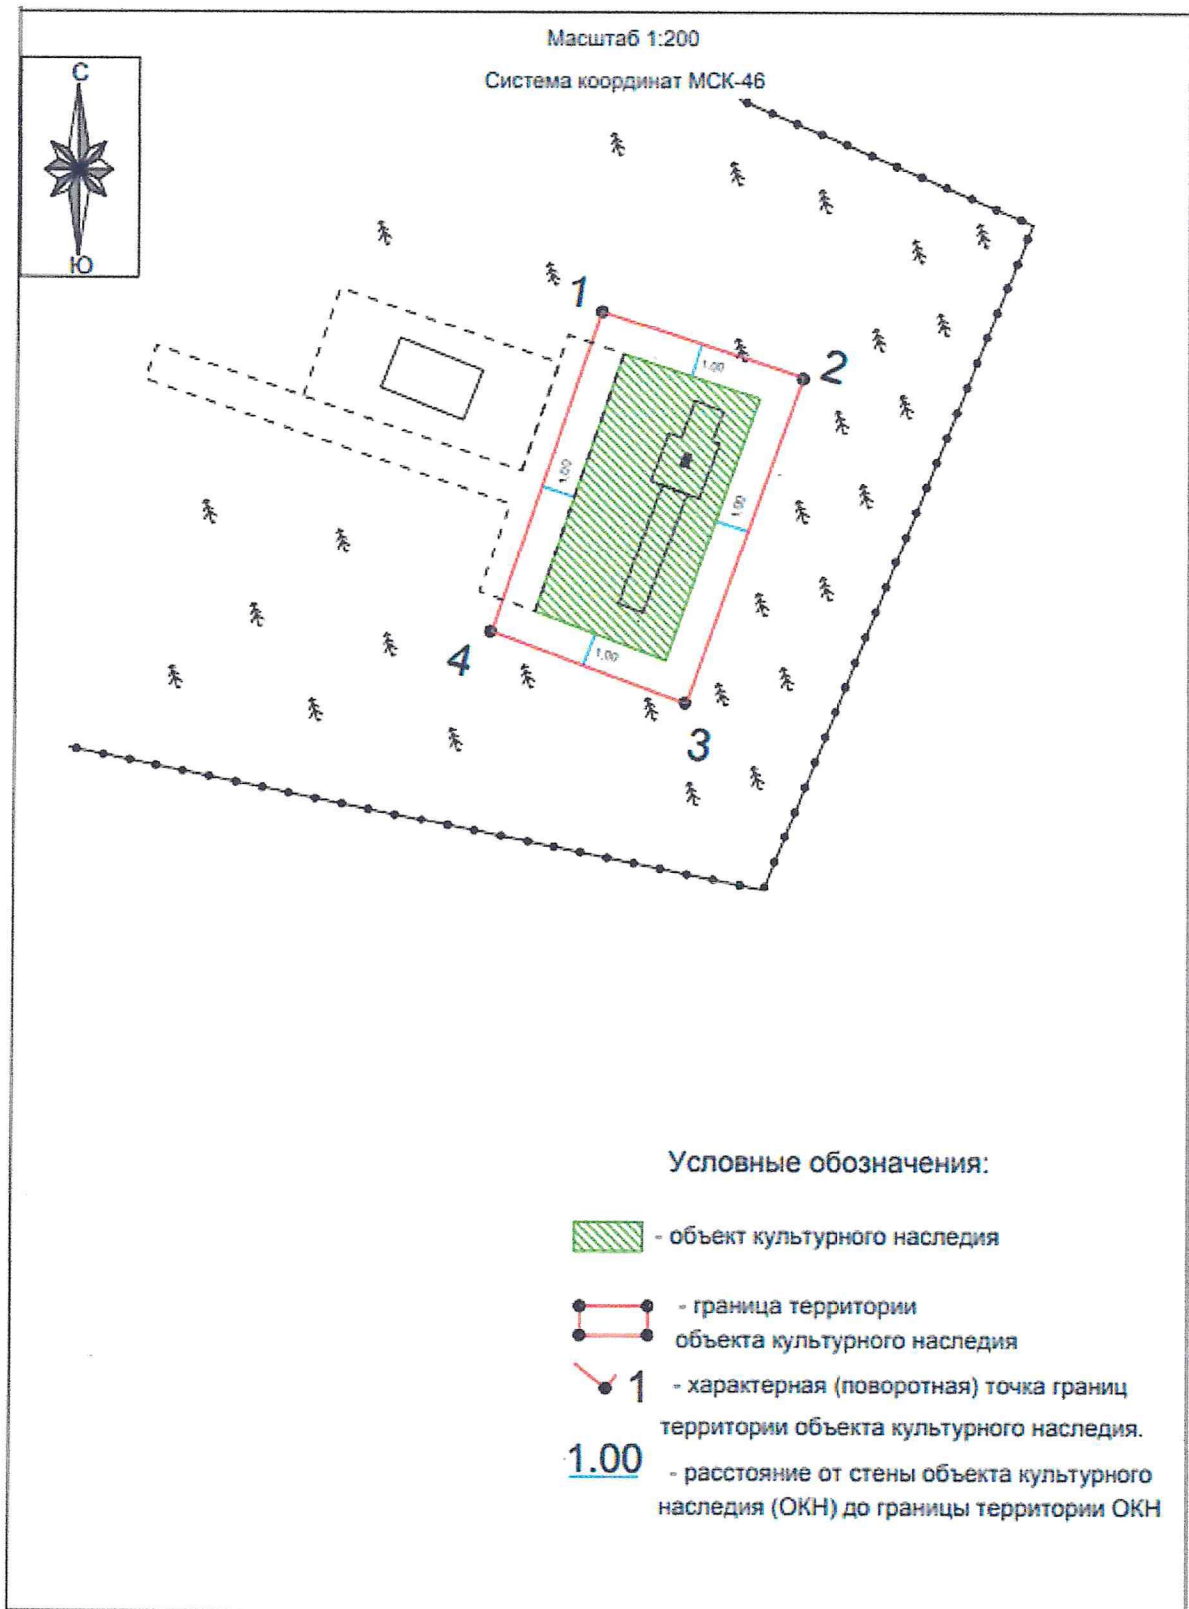 Масштаб 1:200
Система координат МСК-46
С
Ю
1
2
1.00
1.00
1.00
4
1.00
3
Условные обозначения:
- объект культурного наследия
- граница территории
объекта культурного наследия
1 - характерная (поворотная) точка границ
территории объекта культурного наследия.
1.00 - расстояние от стены объекта культурного
наследия (ОКН) до границы территории ОКН